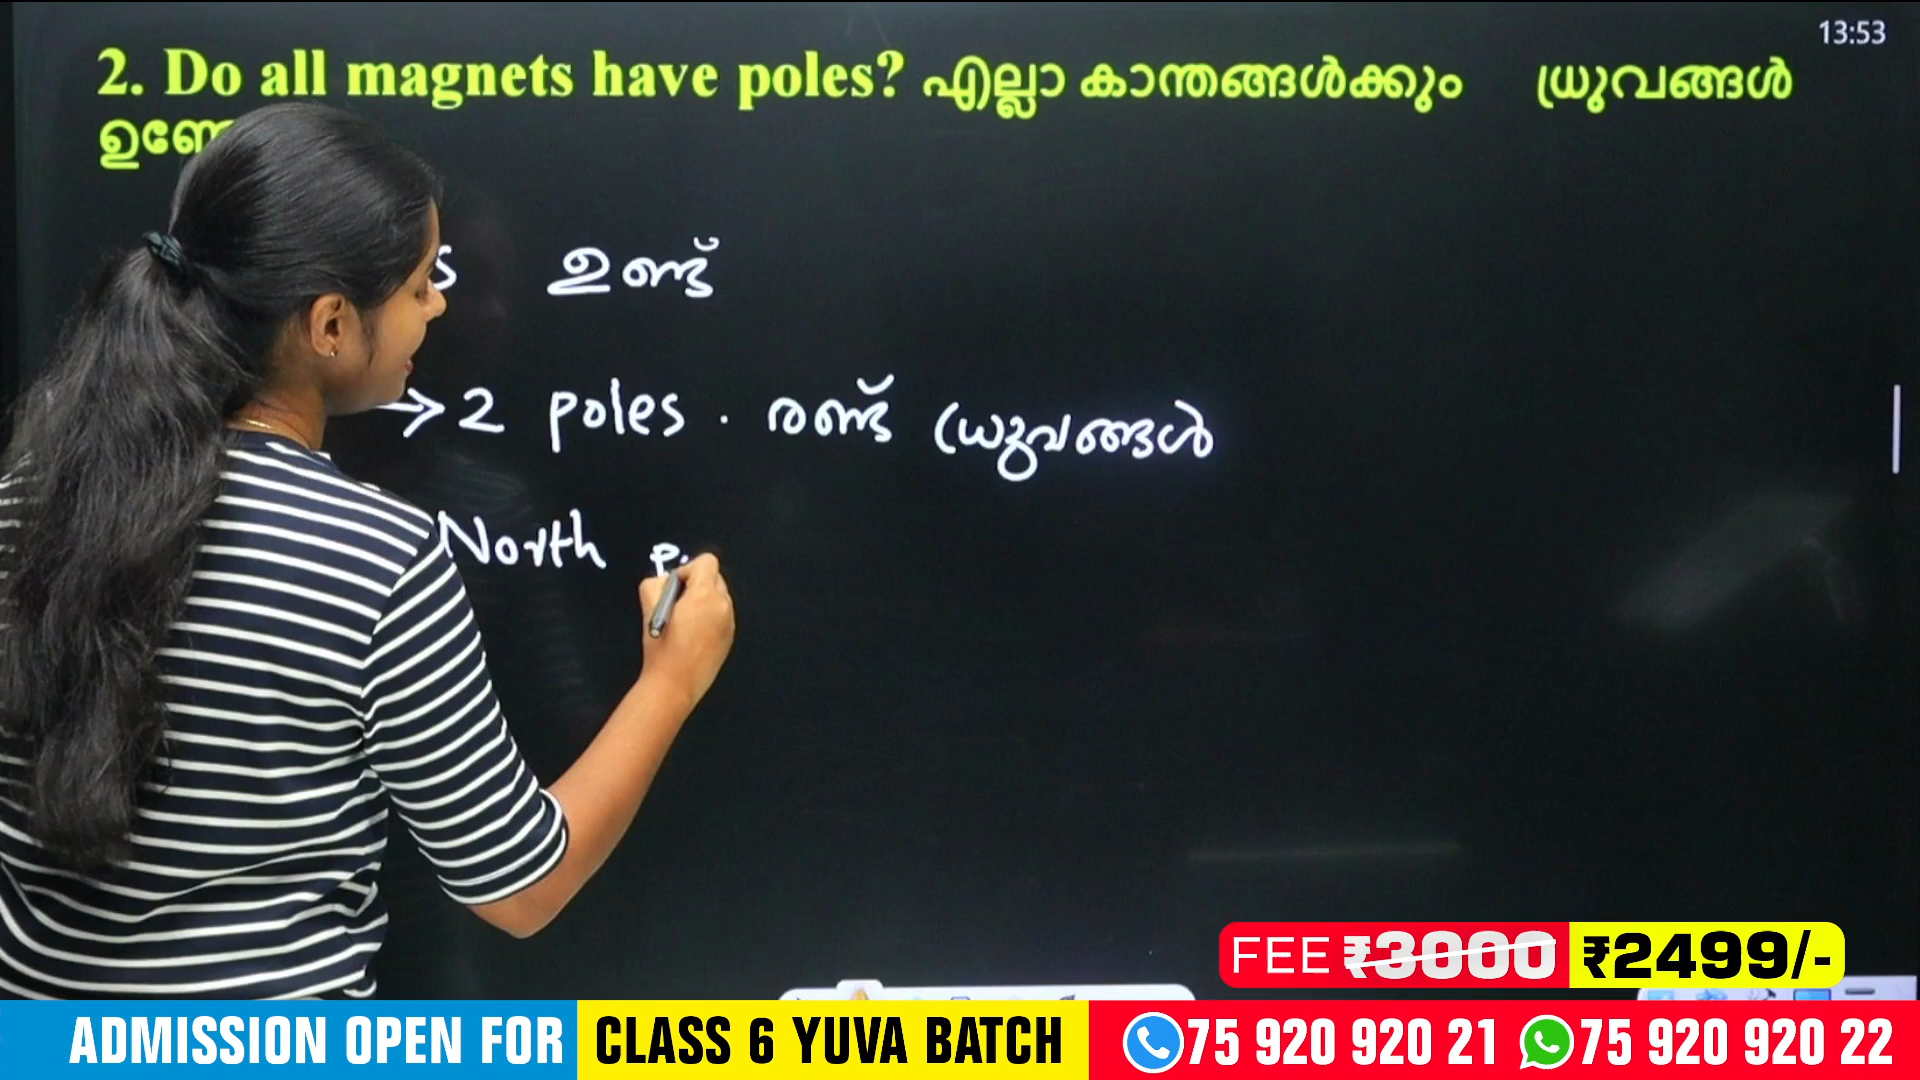 13:53
2. Do all magnets have poles? എല്ലാ കാന്തങ്ങൾക്കും ധ്രുവങ്ങൾ
ഉണ്ട്
→ 2 poles . രണ്ട് ധ്രുവങ്ങൾ
North
FEE ₹3000 ₹2499/-
ADMISSION OPEN FOR CLASS 6 YUVA BATCH 75 920 920 21 75 920 920 22